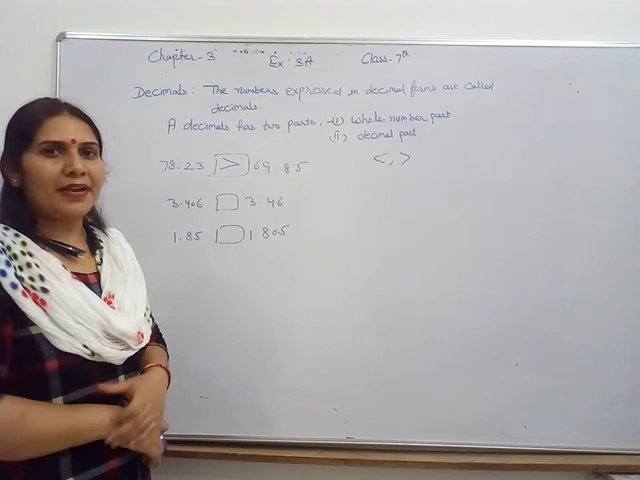 Chapter-3 Ex: 3A Class-7th
Decimals: The numbers expressed in decimal forms are called
decimals.
A decimals has two parts. -(i) whole number part
(ii) decimal part
78.23 > 69.85 <, >
3.406 3.46
1.85 1.805